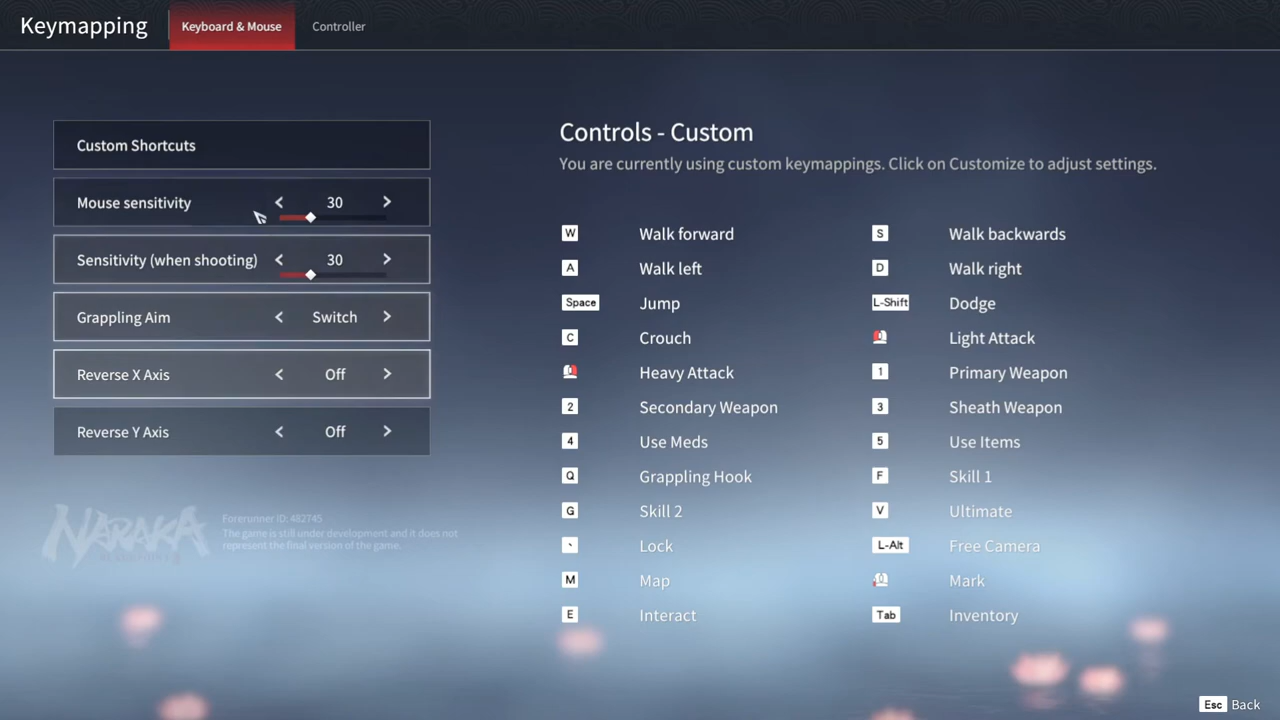 Keymapping
Keyboard & Mouse
Controller
Custom Shortcuts
Mouse sensitivity < 30 >
Sensitivity (when shooting) < 30 >
Grappling Aim < Switch >
Reverse X Axis < Off >
Reverse Y Axis < Off >
NARAKA
Forerunner ID: 482745
The game is still under development and it does not
represent the final version of the game.
Controls - Custom
You are currently using custom keymappings. Click on Customize to adjust settings.
W Walk forward S Walk backwards
A Walk left D Walk right
Space Jump L-Shift Dodge
C Crouch Light Attack
Heavy Attack 1 Primary Weapon
2 Secondary Weapon 3 Sheath Weapon
4 Use Meds 5 Use Items
Q Grappling Hook F Skill 1
G Skill 2 V Ultimate
` Lock L-Alt Free Camera
M Map Mark
E Interact Tab Inventory
Esc Back